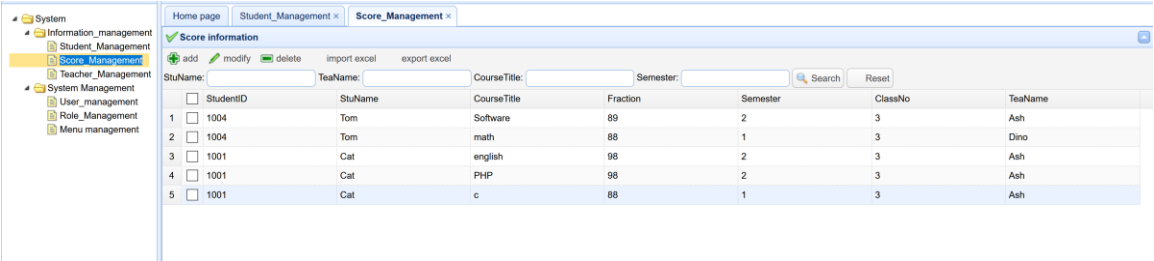 System
Information_management
Student_Management
Score_Management
Teacher_Management
System Management
User_management
Role_Management
Menu management
Home page Student_Management × Score_Management ×
Score information
add modify delete import excel export excel
StuName: TeaName: CourseTitle: Semester: Search Reset
StudentID StuName CourseTitle Fraction Semester ClassNo TeaName
1 1004 Tom Software 89 2 3 Ash
2 1004 Tom math 88 1 3 Dino
3 1001 Cat english 98 2 3 Ash
4 1001 Cat PHP 98 2 3 Ash
5 1001 Cat c 88 1 3 Ash